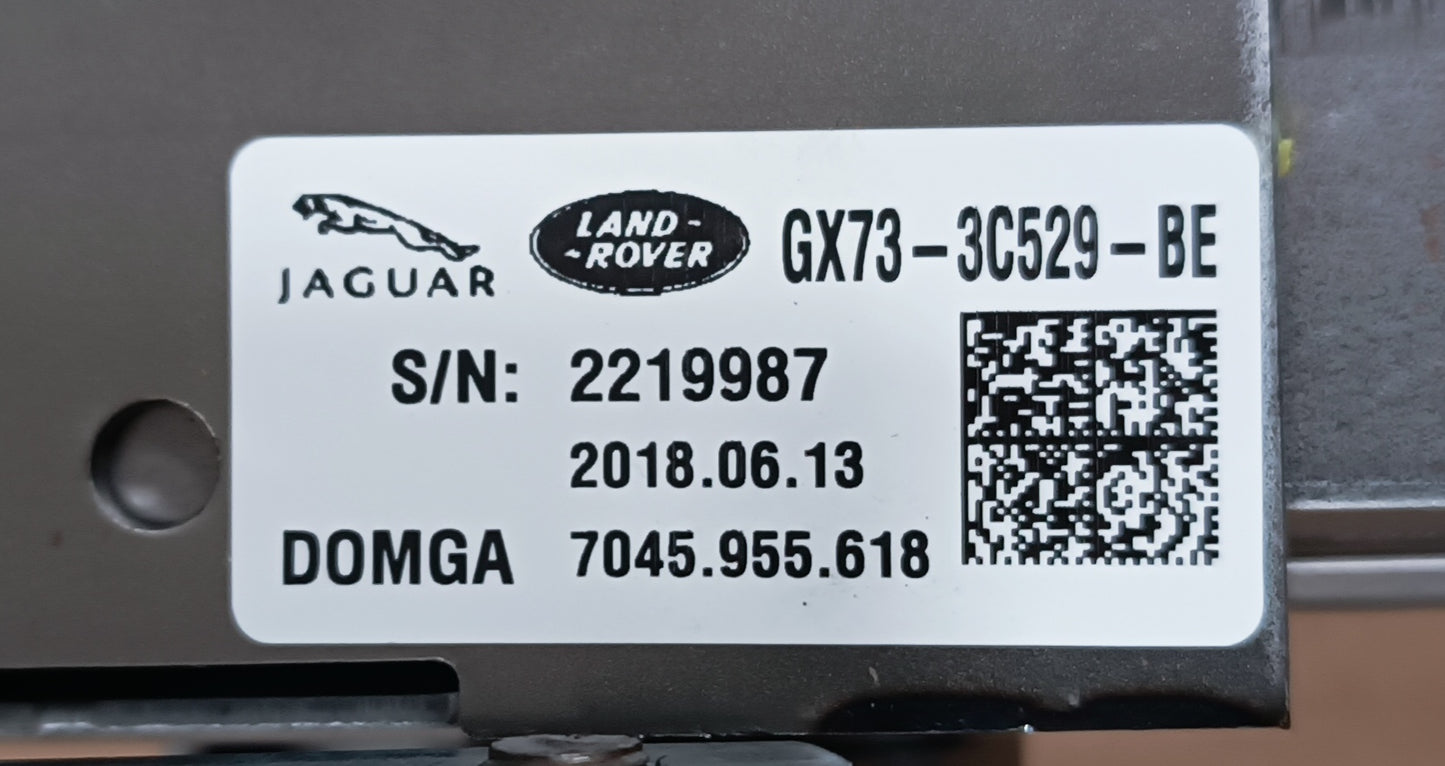 JAGUAR LAND-
-ROVER GX73-3C529-BE
S/N: 2219987
2018.06.13
DOMGA 7045.955.618